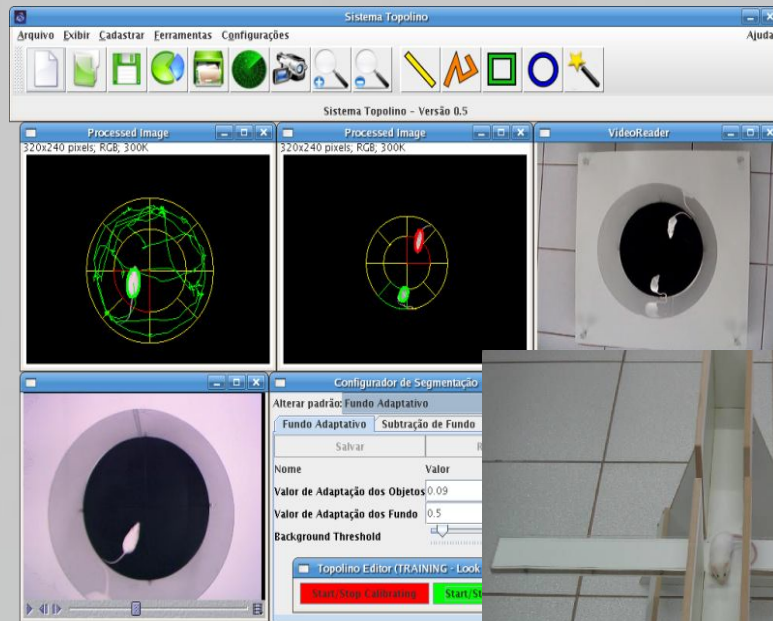 Sistema Topolino
Arquivo Exibir Cadastrar Ferramentas Configurações Ajuda
Sistema Topolino - Versão 0.5
Processed Image
320x240 pixels; RGB; 300K
Processed Image
320x240 pixels; RGB; 300K
VideoReader
Configurador de Segmentação
Alterar padrão: Fundo Adaptativo
Fundo Adaptativo Subtração de Fundo
Salvar R
Nome Valor
Valor de Adaptação dos Objetos 0.09
Valor de Adaptação dos Fundo 0.5
Background Threshold
Topolino Editor (TRAINING - Look
Start/Stop Calibrating Start/St